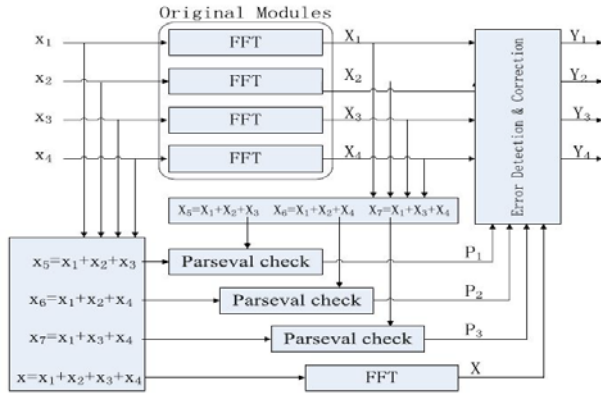 Original Modules
x₁ FFT X₁ Y₁
x₂ FFT X₂ Y₂
x₃ FFT X₃ Y₃
x₄ FFT X₄ Y₄
Error Detection & Correction
X₅=X₁+X₂+X₃ X₆=X₁+X₂+X₄ X₇=X₁+X₃+X₄
x₅=x₁+x₂+x₃ Parseval check P₁
x₆=x₁+x₂+x₄ Parseval check P₂
x₇=x₁+x₃+x₄ Parseval check P₃
x=x₁+x₂+x₃+x₄ FFT X